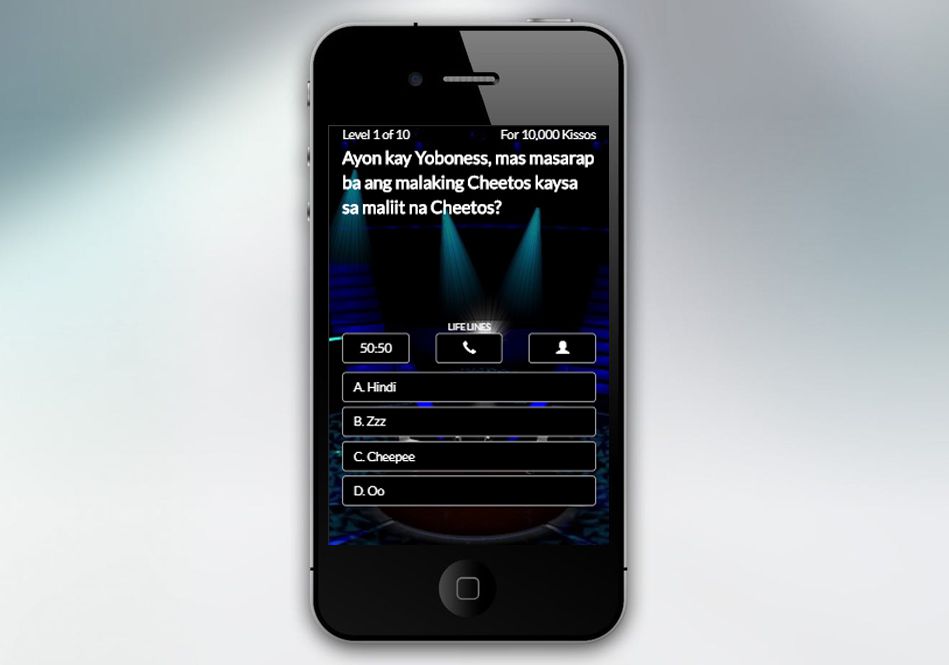 Level 1 of 10
For 10,000 Kissos
Ayon kay Yoboness, mas masarap
ba ang malaking Cheetos kaysa
sa maliit na Cheetos?
LIFE LINES
50:50
A. Hindi
B. Zzz
C. Cheepee
D. Oo